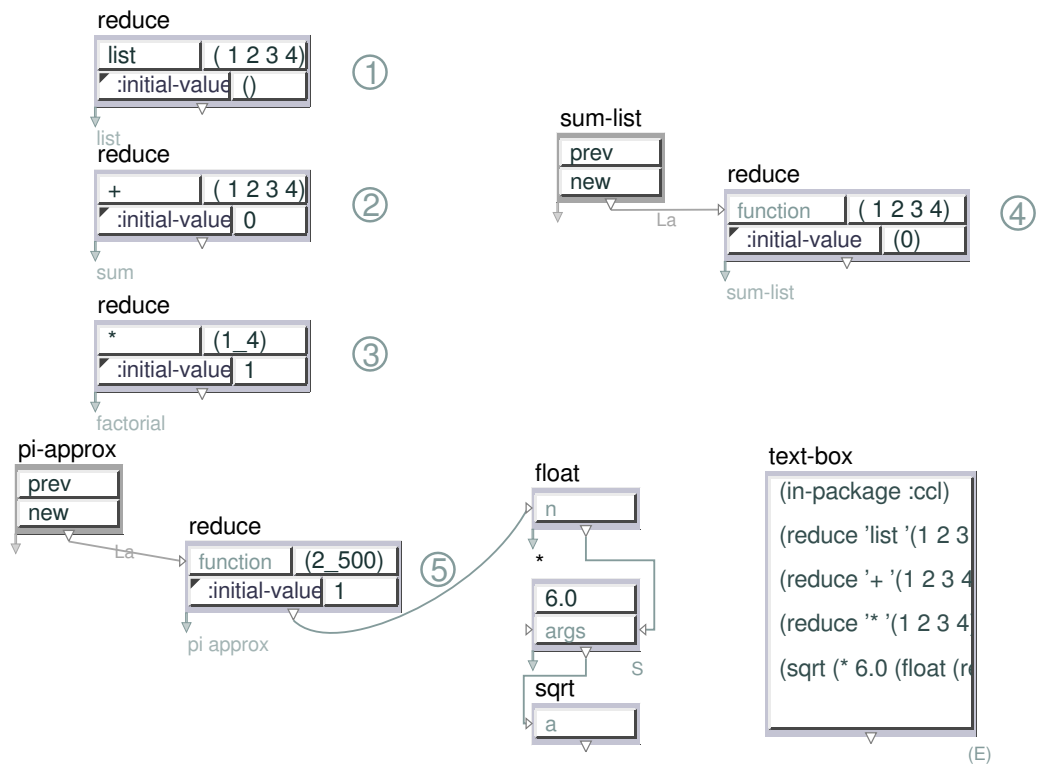 reduce
list ( 1 2 3 4)
:initial-value ()
①
list
reduce
+ ( 1 2 3 4)
:initial-value 0
②
sum
reduce
* (1_4)
:initial-value 1
③
factorial
sum-list
prev
new
La
reduce
function ( 1 2 3 4)
:initial-value (0)
④
sum-list
pi-approx
prev
new
La
reduce
function (2_500)
:initial-value 1
⑤
pi approx
float
n
*
6.0
args
S
sqrt
a
text-box
(in-package :ccl)
(reduce 'list '(1 2 3
(reduce '+ '(1 2 3 4
(reduce '* '(1 2 3 4)
(sqrt (* 6.0 (float (re
(E)